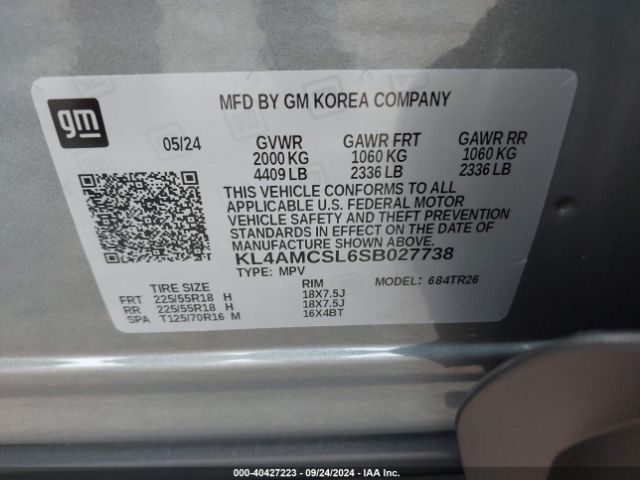 gm
MFD BY GM KOREA COMPANY
05/24 GVWR GAWR FRT GAWR RR
2000 KG 1060 KG 1060 KG
4409 LB 2336 LB 2336 LB
THIS VEHICLE CONFORMS TO ALL
APPLICABLE U.S. FEDERAL MOTOR
VEHICLE SAFETY AND THEFT PREVENTION
STANDARDS IN EFFECT ON THE DATE OF
MANUFACTURE SHOWN ABOVE.
KL4AMCSL6SB027738
TYPE: MPV MODEL: 684TR26
TIRE SIZE RIM
FRT 225/55R18 H 18X7.5J
RR 225/55R18 H 18X7.5J
SPA T125/70R16 M 16X4BT
000-40427223 - 09/24/2024 - IAA Inc.